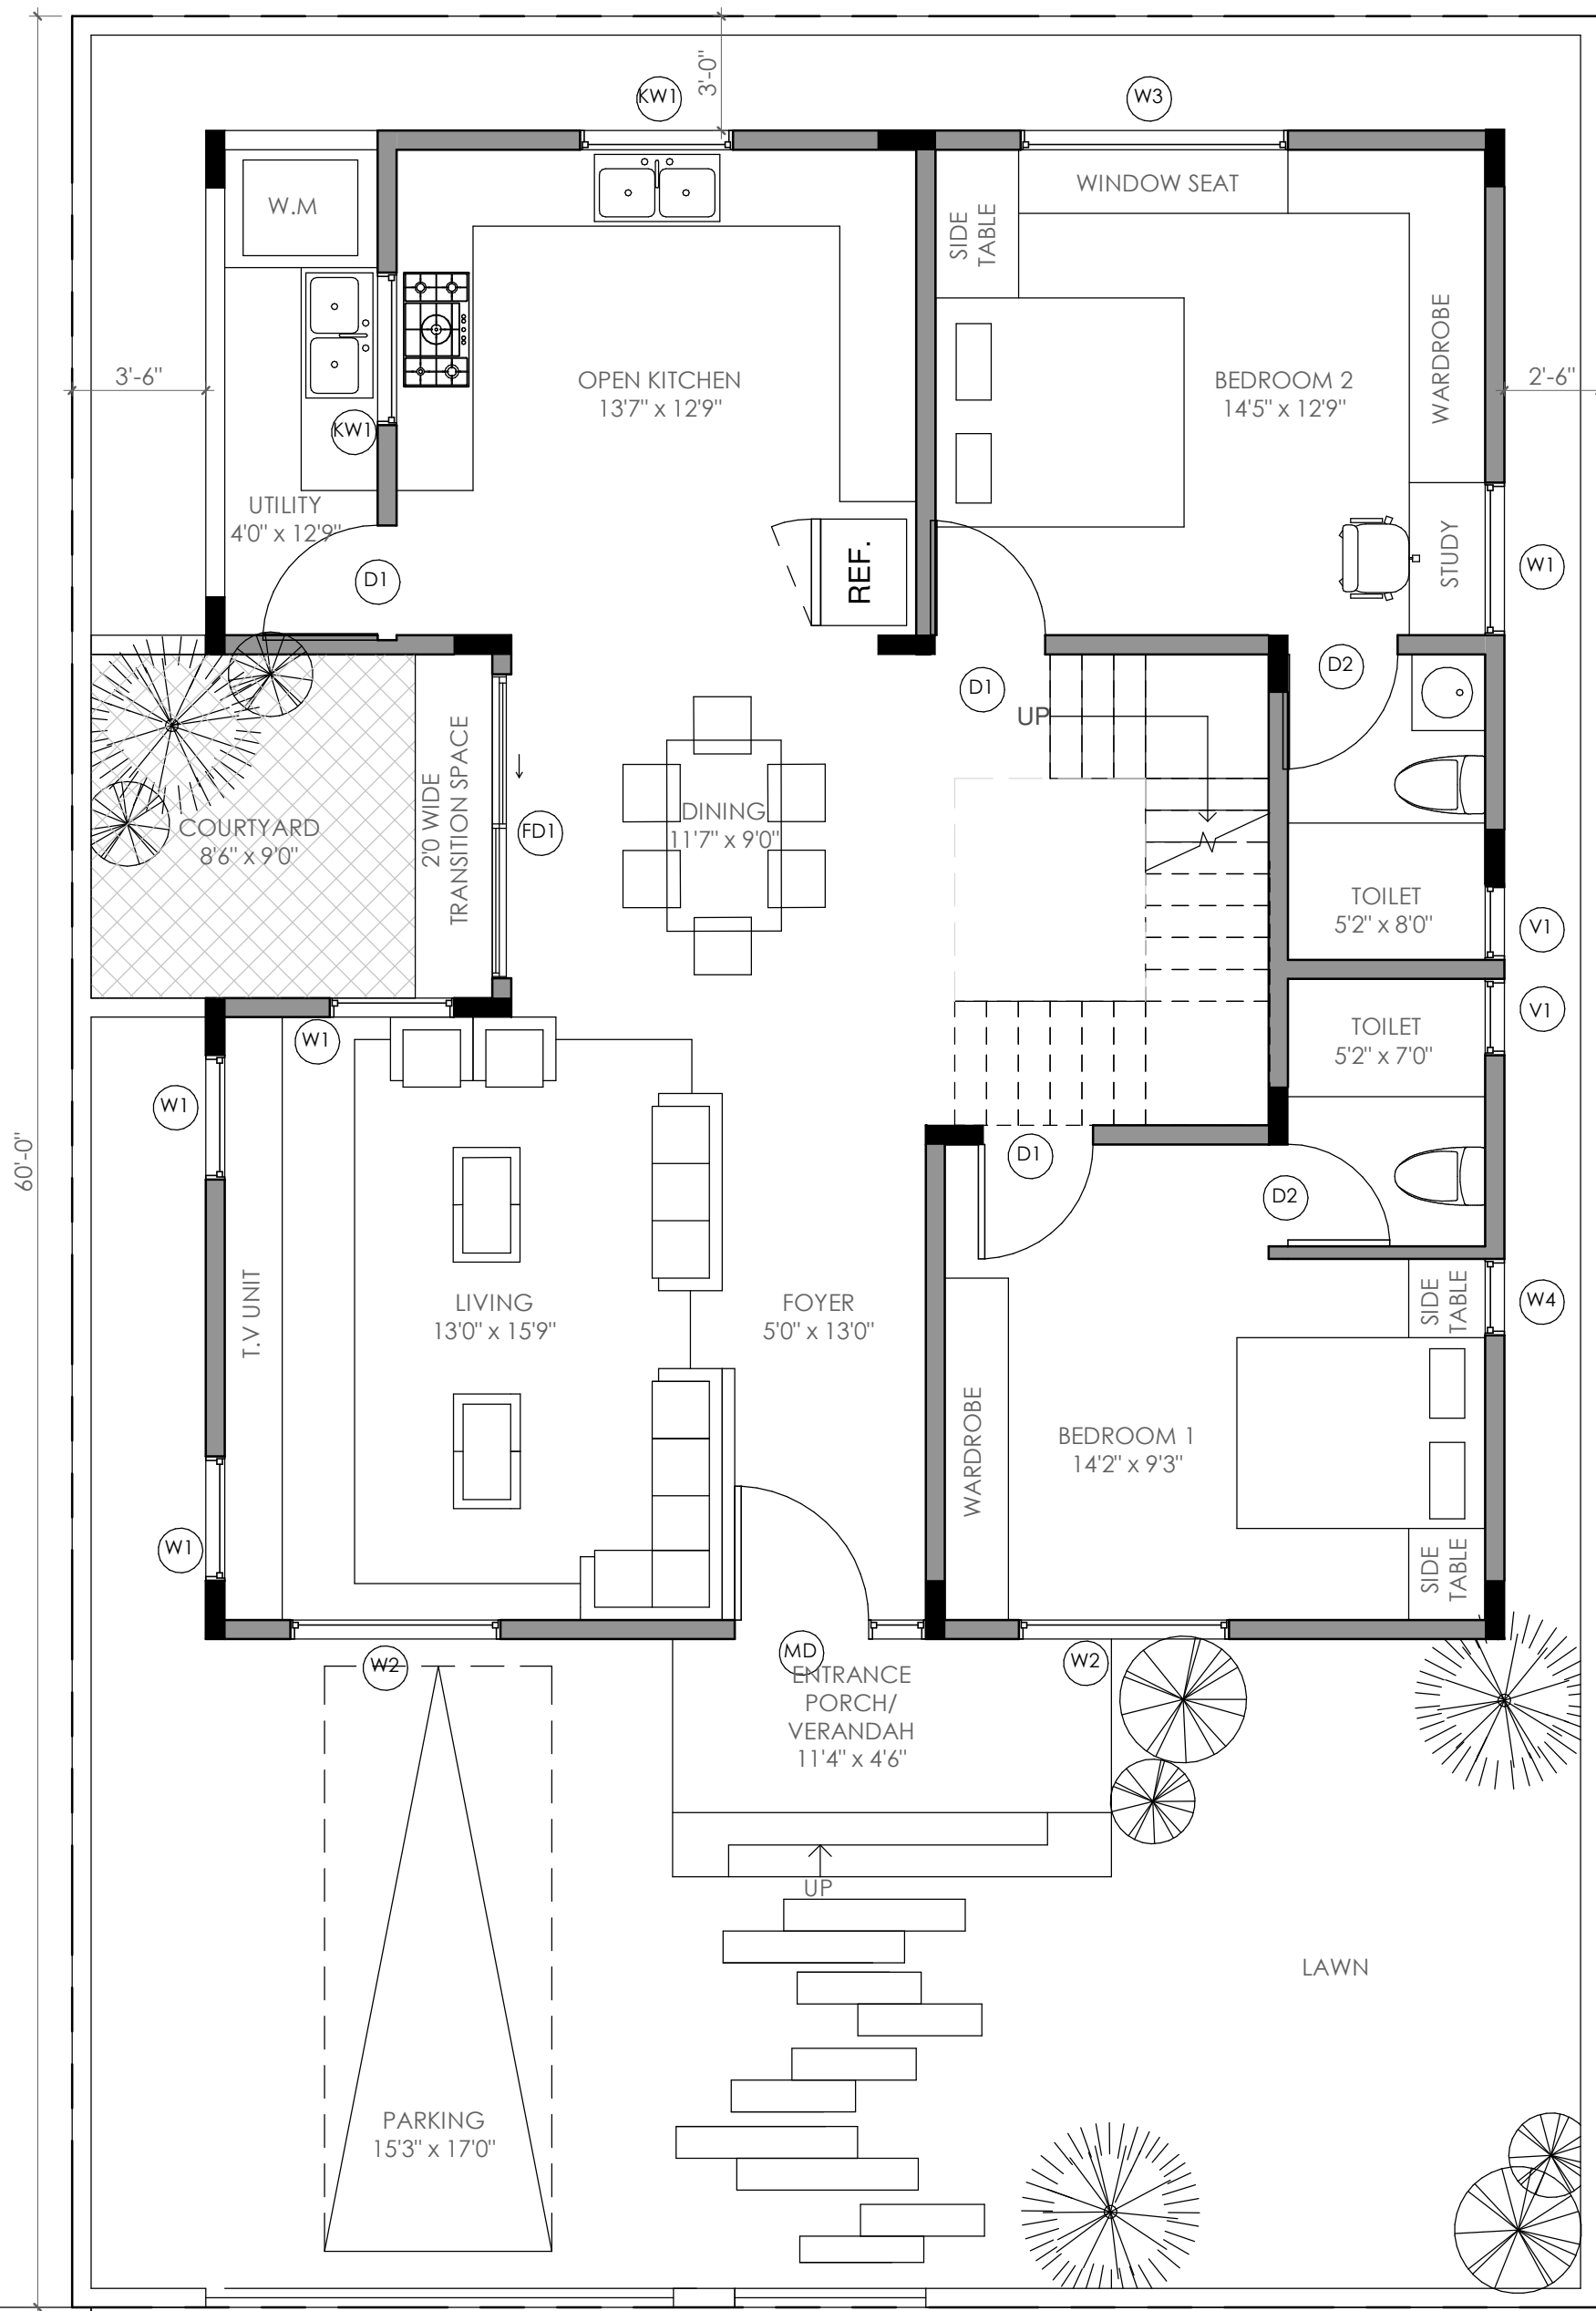 3'-0"
KW1
W3
W.M
WINDOW SEAT
SIDE
TABLE
WARDROBE
3'-6"
OPEN KITCHEN
13'7" x 12'9"
BEDROOM 2
14'5" x 12'9"
2'-6"
KW1
UTILITY
4'0" x 12'9"
D1
REF.
STUDY
W1
D1
D2
UP
2'0 WIDE
TRANSITION SPACE
COURTYARD
8'6" x 9'0"
FD1
DINING
11'7" x 9'0"
TOILET
5'2" x 8'0"
V1
V1
TOILET
5'2" x 7'0"
W1
W1
60'-0"
D1
D2
T.V UNIT
LIVING
13'0" x 15'9"
FOYER
5'0" x 13'0"
SIDE
TABLE
W4
WARDROBE
BEDROOM 1
14'2" x 9'3"
W1
SIDE
TABLE
W2
MD
W2
ENTRANCE
PORCH/
VERANDAH
11'4" x 4'6"
UP
LAWN
PARKING
15'3" x 17'0"